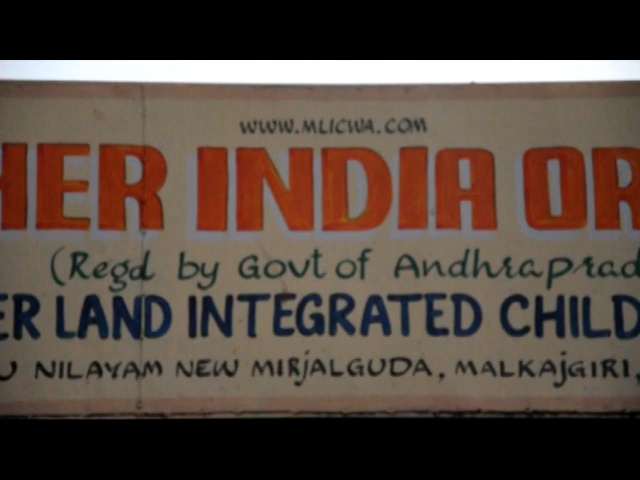 WWW.MLICWA.COM
HER INDIA OR
(Regd by Govt of Andhraprad
ER LAND INTEGRATED CHILD
U NILAYAM NEW MIRJALGUDA, MALKAJGIRI,